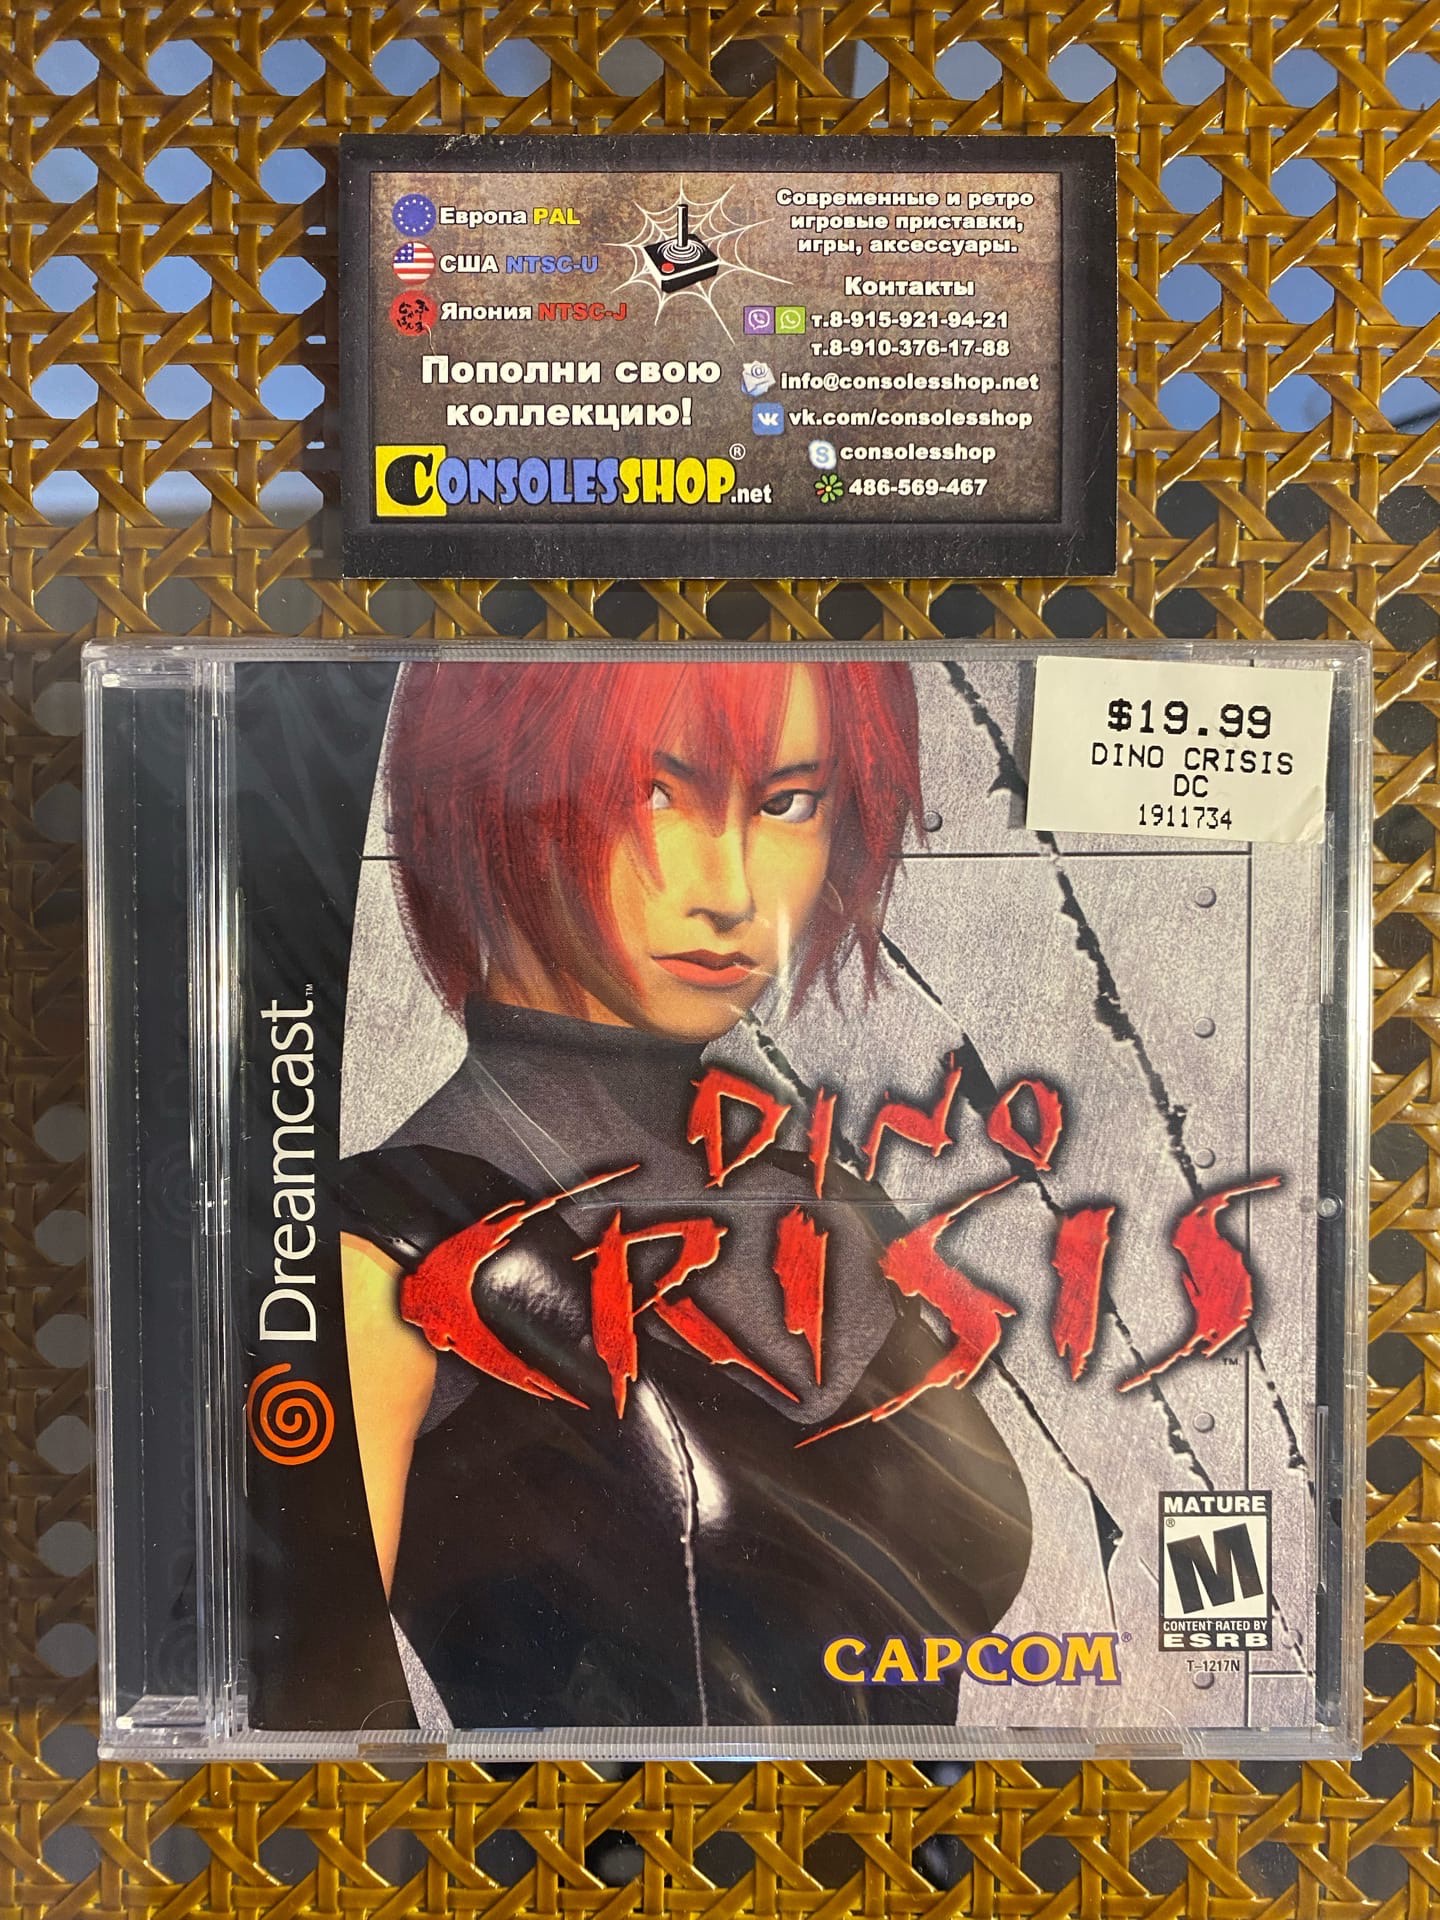 Европа PAL
США NTSC-U
Япония NTSC-J
Пополни свою
коллекцию!
CONSOLESSHOP®.net
Современные и ретро
игровые приставки,
игры, аксессуары.
Контакты
т.8-915-921-94-21
т.8-910-376-17-88
info@consolesshop.net
vk.com/consolesshop
consolesshop
486-569-467
$19.99
DINO CRISIS
DC
1911734
Dreamcast™
DINO
CRISIS™
CAPCOM®
MATURE
M®
CONTENT RATED BY
ESRB
T-1217N